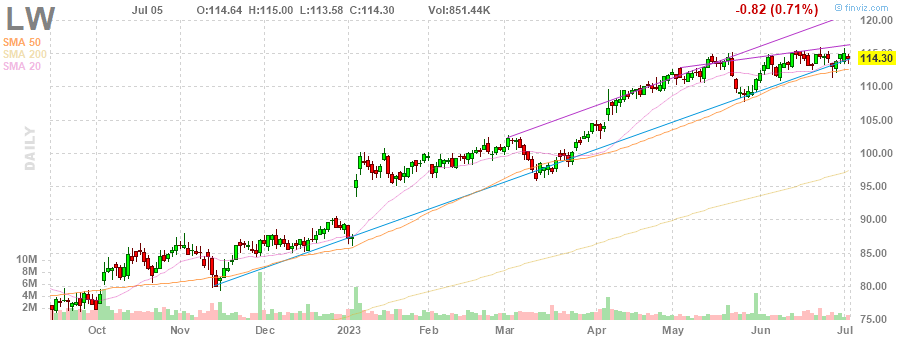 LW Jul 05 O:114.64 H:115.00 L:113.58 C:114.30 Vol:851.44K -0.82 (0.71%) © finviz.com
SMA 50
SMA 200
SMA 20
DAILY
120.00
115.00
114.30
110.00
105.00
100.00
95.00
90.00
85.00
80.00
75.00
10M
8M
6M
4M
2M
Oct Nov Dec 2023 Feb Mar Apr May Jun Jul